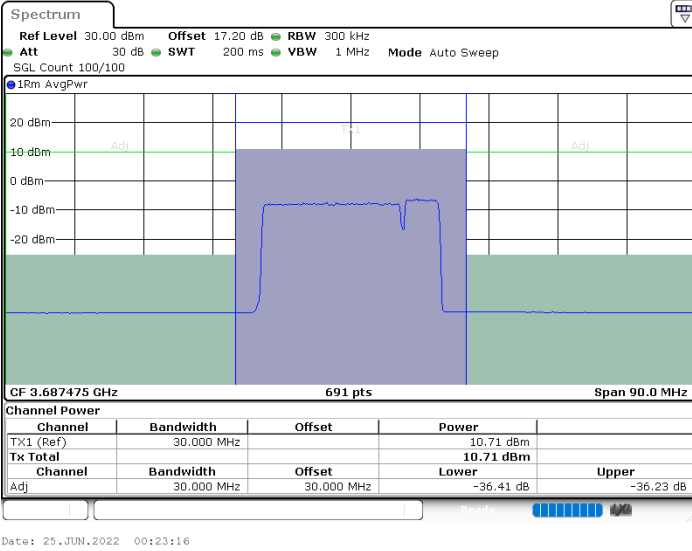 Spectrum
Ref Level 30.00 dBm Offset 17.20 dB RBW 300 kHz
Att 30 dB SWT 200 ms VBW 1 MHz Mode Auto Sweep
SGL Count 100/100
1Rm AvgPwr
20 dBm
TX1
Adj Adj
10 dBm
0 dBm
-10 dBm
-20 dBm
CF 3.687475 GHz 691 pts Span 90.0 MHz
Channel Power
Channel Bandwidth Offset Power
TX1 (Ref) 30.000 MHz 10.71 dBm
Tx Total 10.71 dBm
Channel Bandwidth Offset Lower Upper
Adj 30.000 MHz 30.000 MHz -36.41 dB -36.23 dB
Ready
Date: 25.JUN.2022 00:23:16